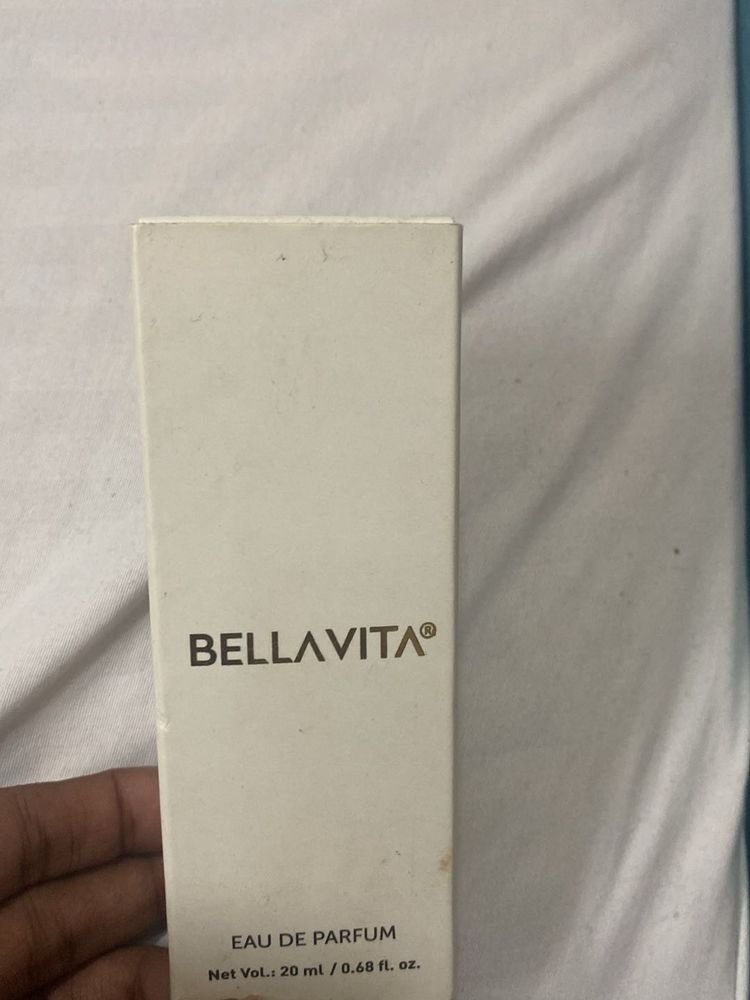 BELLAVITA®
EAU DE PARFUM
Net Vol.: 20 ml / 0.68 fl. oz.